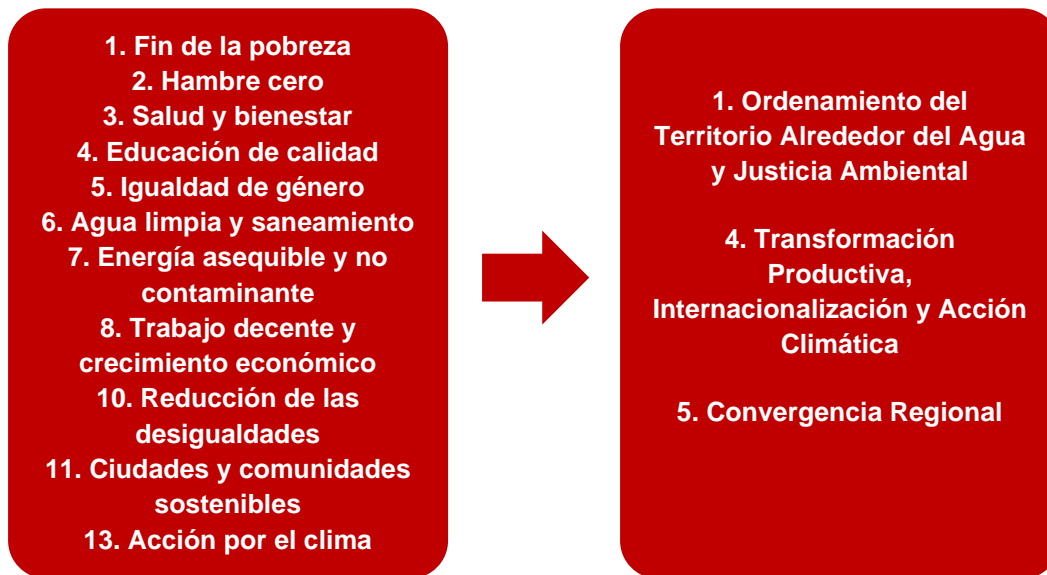 1. Fin de la pobreza
2. Hambre cero
3. Salud y bienestar
4. Educación de calidad
5. Igualdad de género
6. Agua limpia y saneamiento
7. Energía asequible y no
contaminante
8. Trabajo decente y
crecimiento económico
10. Reducción de las
desigualdades
11. Ciudades y comunidades
sostenibles
13. Acción por el clima
1. Ordenamiento del
Territorio Alrededor del Agua
y Justicia Ambiental
4. Transformación
Productiva,
Internacionalización y Acción
Climática
5. Convergencia Regional